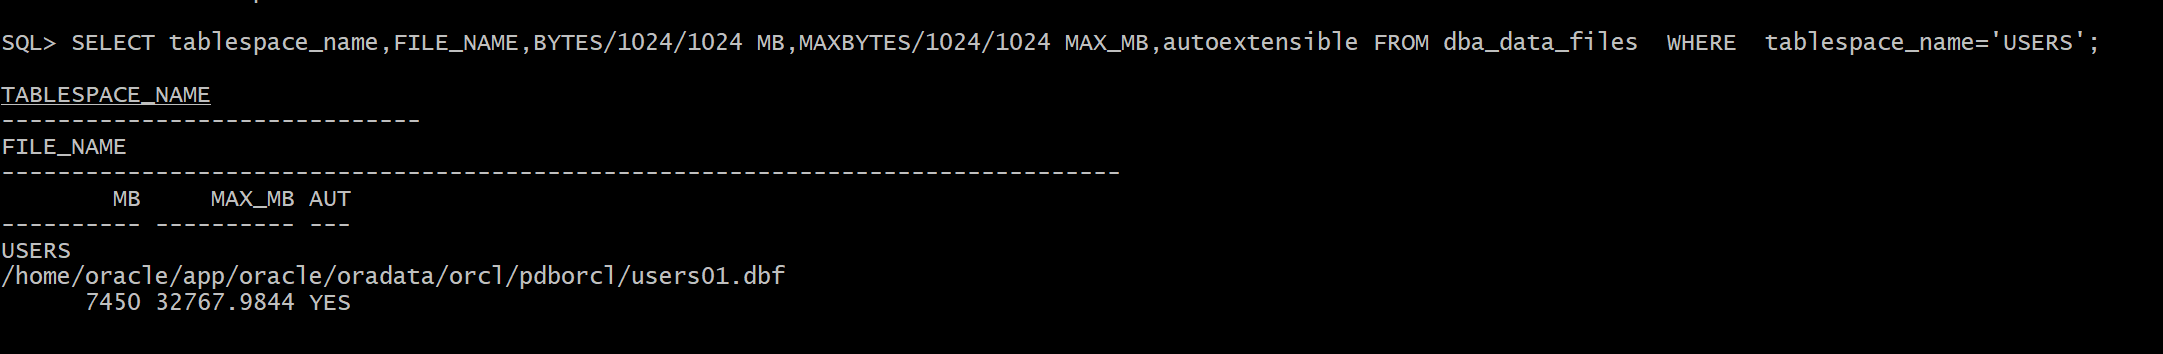 SQL> SELECT tablespace_name,FILE_NAME,BYTES/1024/1024 MB,MAXBYTES/1024/1024 MAX_MB,autoextensible FROM dba_data_files  WHERE  tablespace_name='USERS';
TABLESPACE_NAME
------------------------------
FILE_NAME
--------------------------------------------------------------------------------
        MB     MAX_MB AUT
---------- ---------- ---
USERS
/home/oracle/app/oracle/oradata/orcl/pdborcl/users01.dbf
      7450 32767.9844 YES